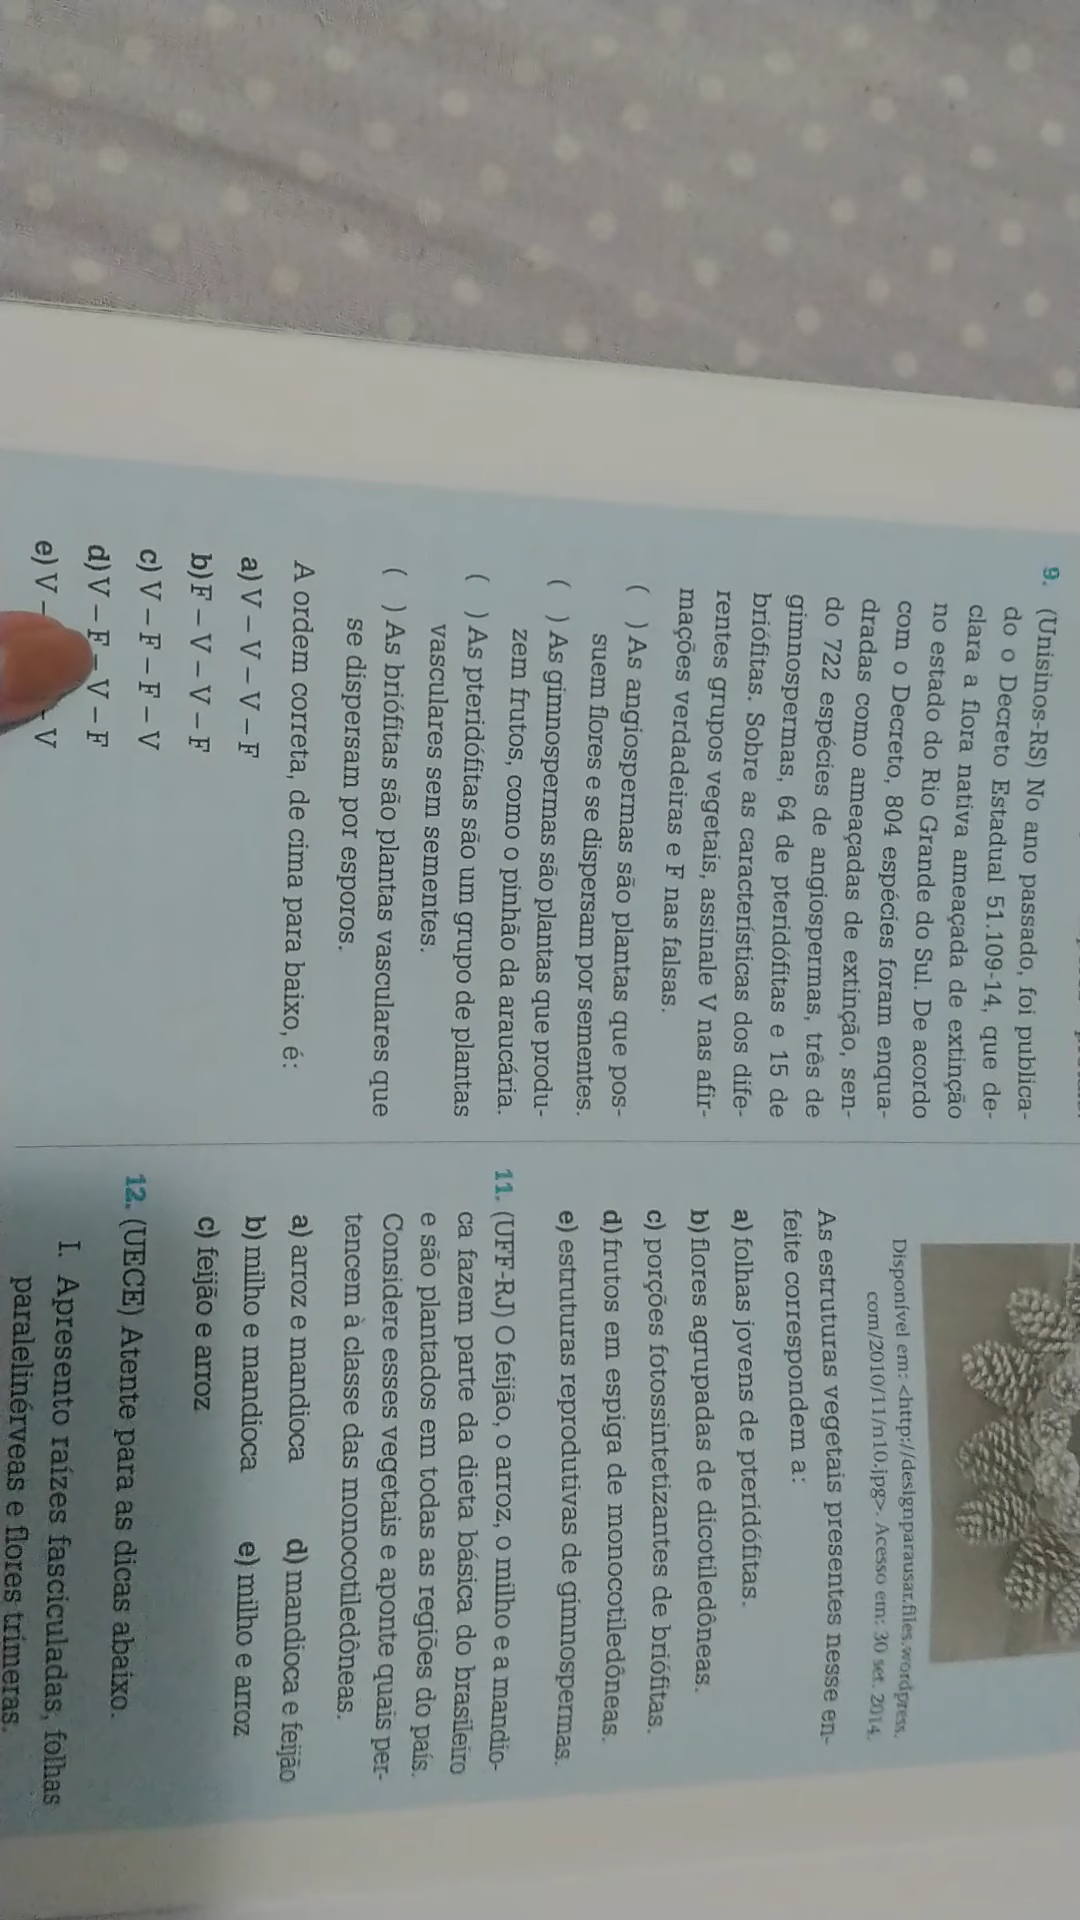 9. (Unisinos-RS) No ano passado, foi publica-
do o Decreto Estadual 51.109-14, que de-
clara a flora nativa ameaçada de extinção
no estado do Rio Grande do Sul. De acordo
com o Decreto, 804 espécies foram enqua-
dradas como ameaçadas de extinção, sen-
do 722 espécies de angiospermas, três de
gimnospermas, 64 de pteridófitas e 15 de
briófitas. Sobre as características dos dife-
rentes grupos vegetais, assinale V nas afir-
mações verdadeiras e F nas falsas.
( ) As angiospermas são plantas que pos-
suem flores e se dispersam por sementes.
( ) As gimnospermas são plantas que produ-
zem frutos, como o pinhão da araucária.
( ) As pteridófitas são um grupo de plantas
vasculares sem sementes.
( ) As briófitas são plantas vasculares que
se dispersam por esporos.
A ordem correta, de cima para baixo, é:
a) V – V – V – F
b) F – V – V – F
c) V – F – F – V
d) V – F – V – F
e) V – – V
Disponível em: <http://designparausar.files.wordpress.
com/2010/11/n10.jpg>. Acesso em: 30 set. 2014.
As estruturas vegetais presentes nesse en-
feite correspondem a:
a) folhas jovens de pteridófitas.
b) flores agrupadas de dicotiledôneas.
c) porções fotossintetizantes de briófitas.
d) frutos em espiga de monocotiledôneas.
e) estruturas reprodutivas de gimnospermas.
11. (UFF-RJ) O feijão, o arroz, o milho e a mandio-
ca fazem parte da dieta básica do brasileiro
e são plantados em todas as regiões do país.
Considere esses vegetais e aponte quais per-
tencem à classe das monocotiledôneas.
a) arroz e mandioca d) mandioca e feijão
b) milho e mandioca e) milho e arroz
c) feijão e arroz
12. (UECE) Atente para as dicas abaixo.
I. Apresento raízes fasciculadas, folhas
paralelinérveas e flores trímeras.